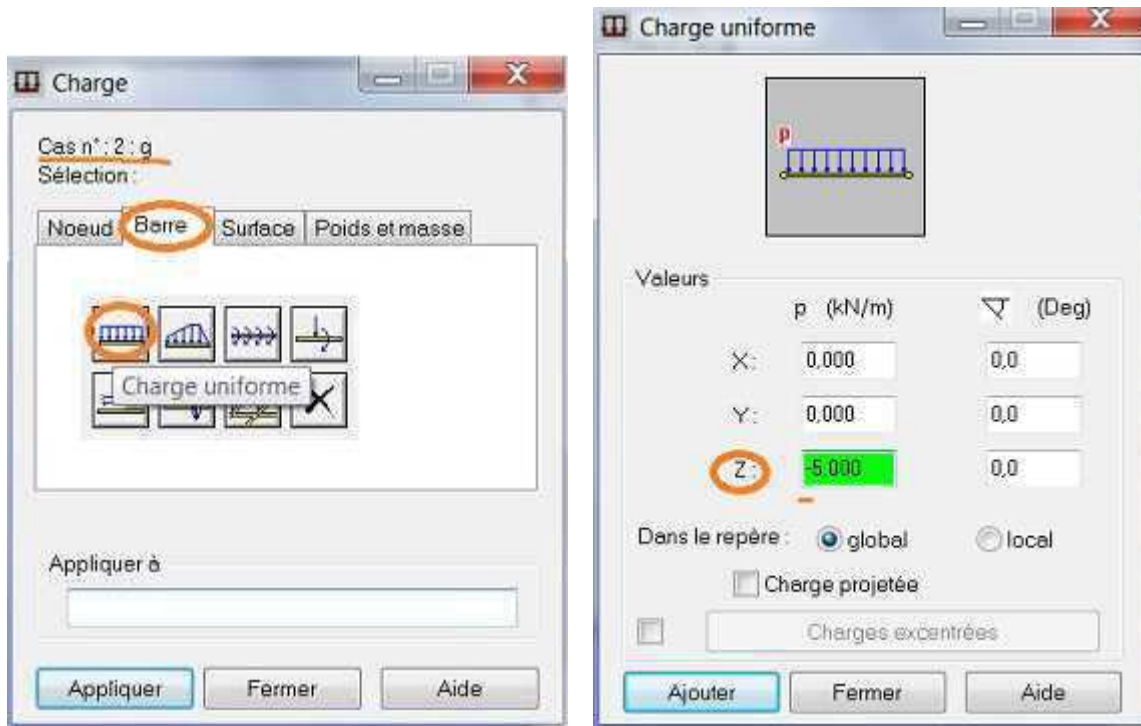 Charge
Cas n°: 2 : g
Sélection :
Noeud Barre Surface Poids et masse
Charge uniforme
Appliquer à
Appliquer Fermer Aide
Charge uniforme
p
Valeurs
p (kN/m) (Deg)
X: 0,000 0,0
Y: 0,000 0,0
Z: -5,000 0,0
Dans le repère : global local
Charge projetée
Charges excentrées
Ajouter Fermer Aide